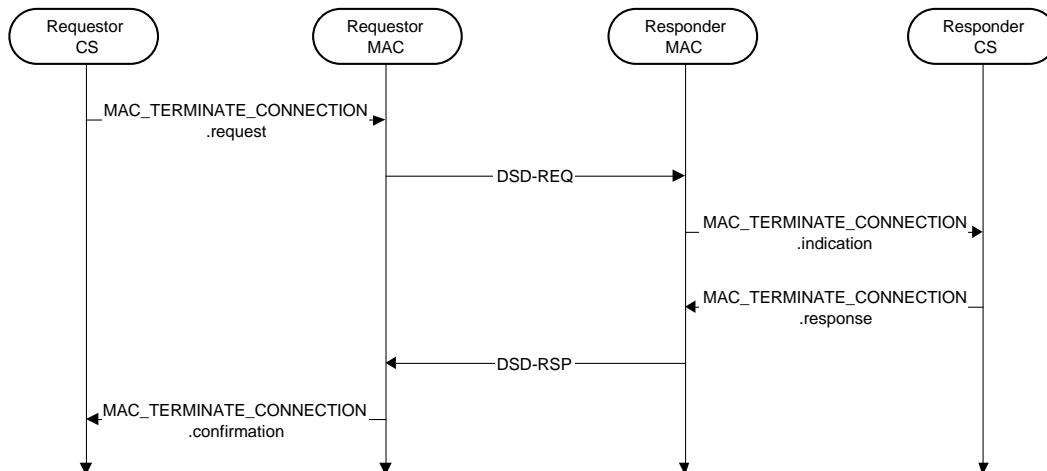 Requestor
CS
Requestor
MAC
Responder
MAC
Responder
CS
MAC_TERMINATE_CONNECTION
.request
DSD-REQ
MAC_TERMINATE_CONNECTION
.indication
MAC_TERMINATE_CONNECTION
.response
DSD-RSP
MAC_TERMINATE_CONNECTION
.confirmation